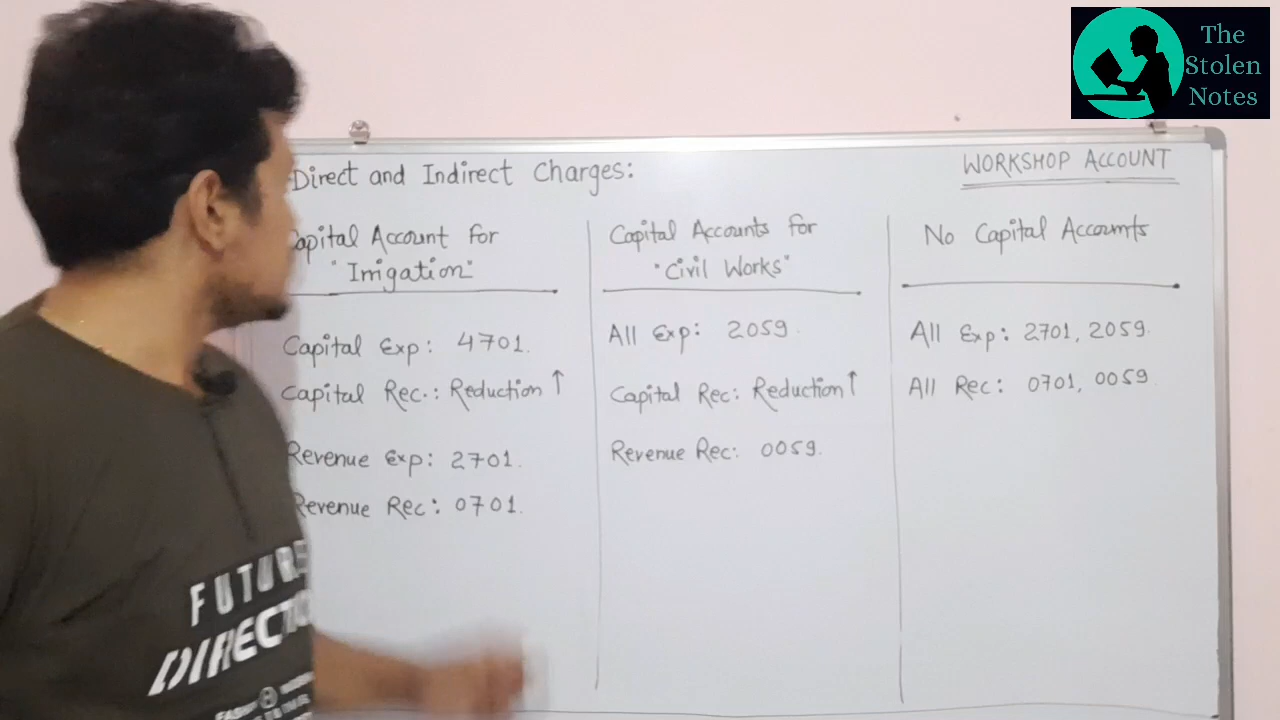 The
Stolen
Notes
Direct and Indirect Charges:
WORKSHOP ACCOUNT
Capital Account for
"Irrigation"
Capital Exp: 4701.
Capital Rec.: Reduction ↑
Revenue Exp: 2701.
Revenue Rec: 0701.
Capital Accounts for
"Civil Works"
All Exp: 2059.
Capital Rec: Reduction ↑
Revenue Rec: 0059.
No Capital Accounts
All Exp: 2701, 2059.
All Rec: 0701, 0059
FUTURE